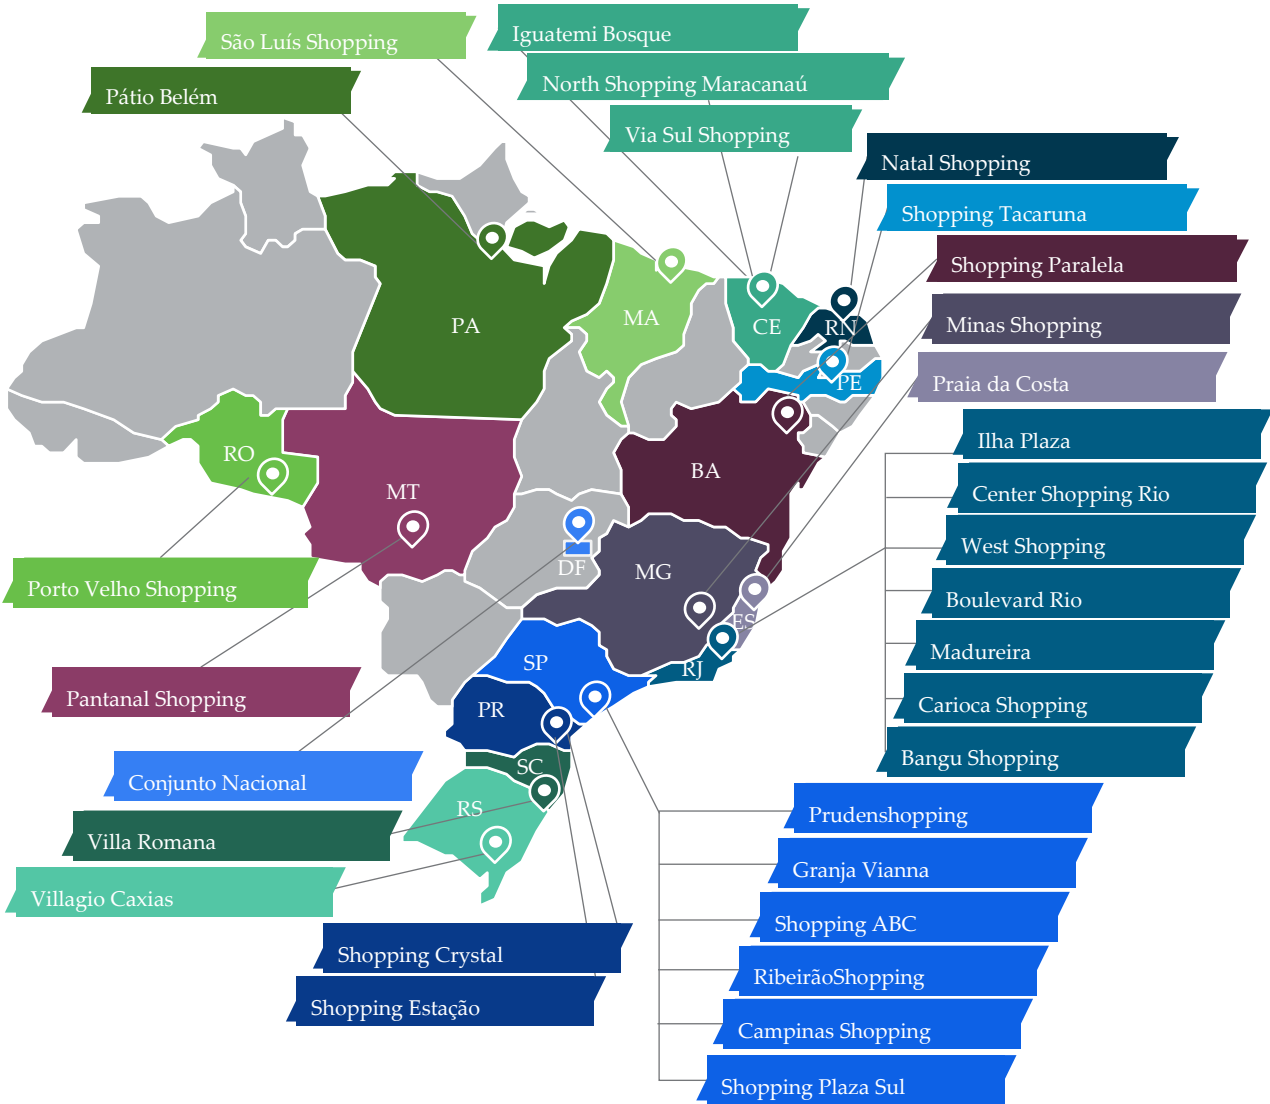 São Luís Shopping
Iguatemi Bosque
North Shopping Maracanaú
Pátio Belém
Via Sul Shopping
Natal Shopping
Shopping Tacaruna
Shopping Paralela
Minas Shopping
Praia da Costa
Ilha Plaza
Center Shopping Rio
West Shopping
Boulevard Rio
Madureira
Carioca Shopping
Bangu Shopping
PA
MA
CE
RN
PE
RO
MT
BA
DF
MG
ES
RJ
SP
PR
SC
RS
Porto Velho Shopping
Pantanal Shopping
Conjunto Nacional
Villa Romana
Villagio Caxias
Shopping Crystal
Shopping Estação
Prudenshopping
Granja Vianna
Shopping ABC
RibeirãoShopping
Campinas Shopping
Shopping Plaza Sul